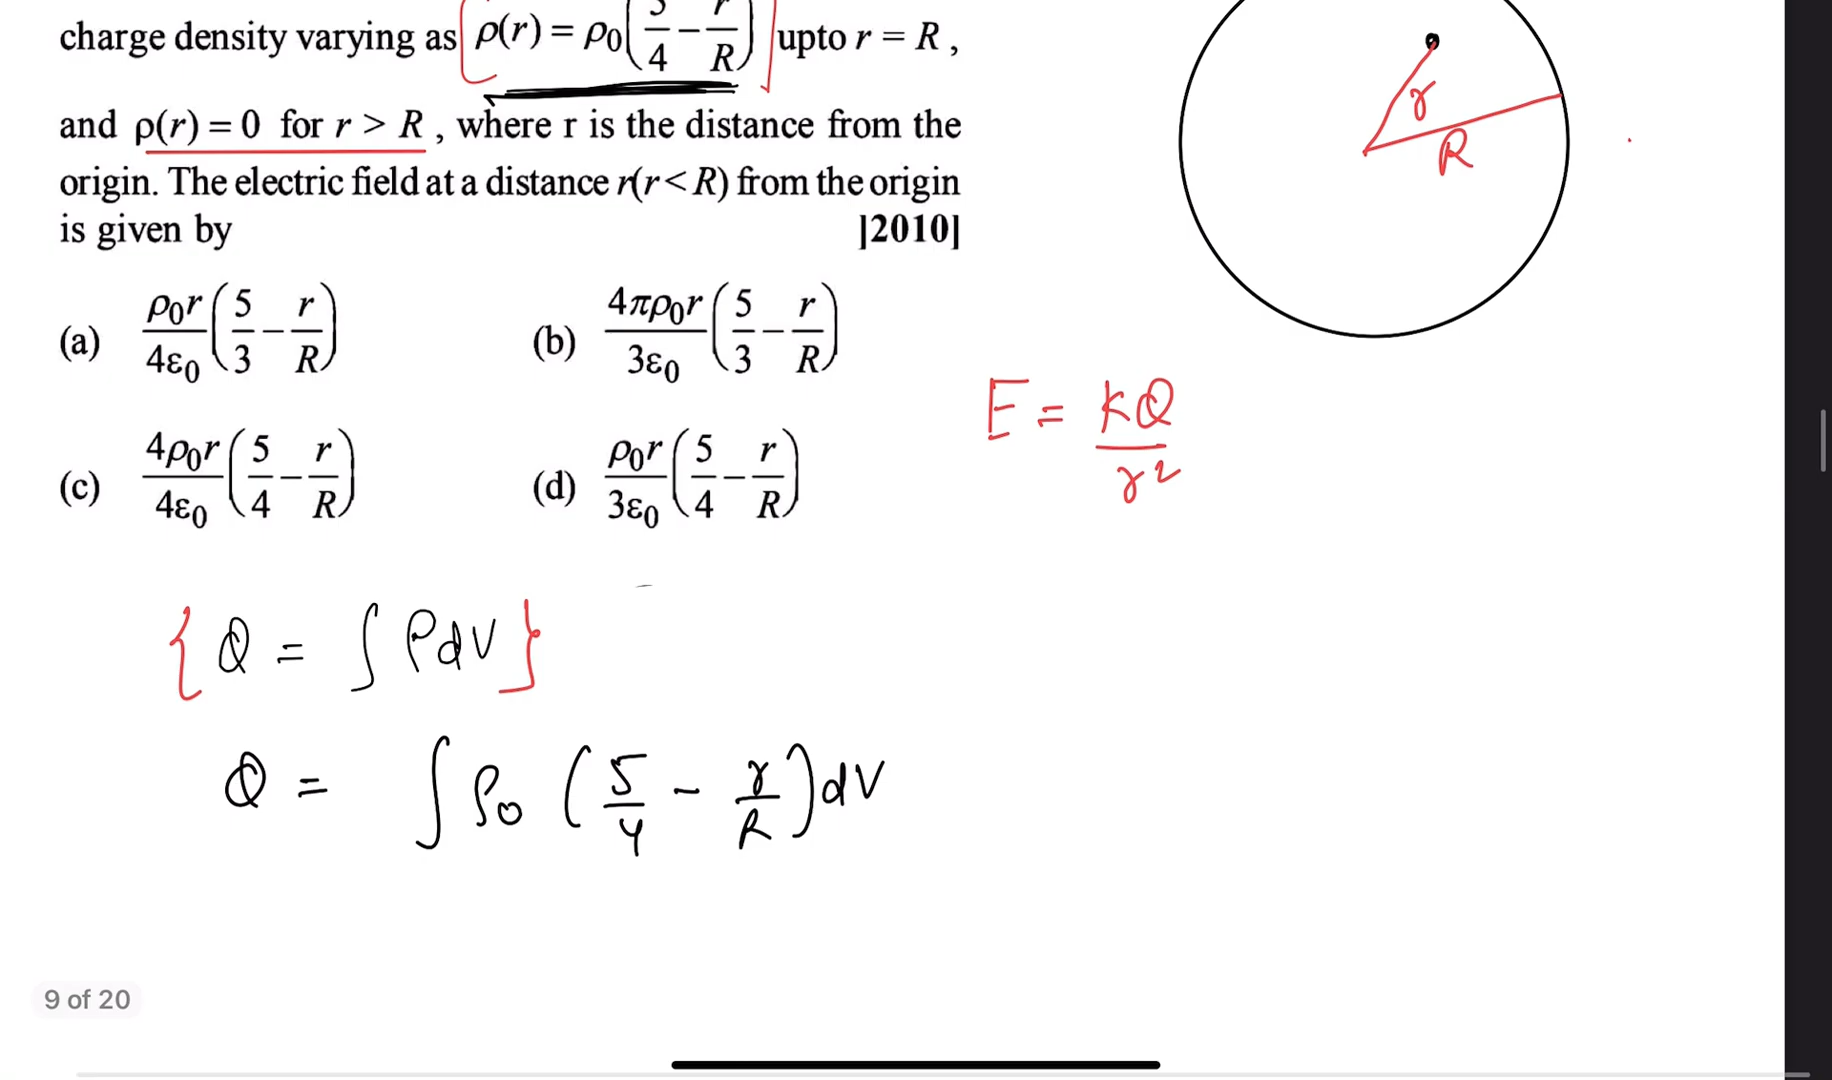 charge density varying as ρ(r) = ρ₀(5/4 − r/R) upto r = R ,
and ρ(r) = 0 for r > R , where r is the distance from the
origin. The electric field at a distance r(r < R) from the origin
is given by [2010]
(a) ρ₀r/4ε₀ (5/3 − r/R) (b) 4πρ₀r/3ε₀ (5/3 − r/R)
(c) 4ρ₀r/4ε₀ (5/4 − r/R) (d) ρ₀r/3ε₀ (5/4 − r/R)
r
R
E = kQ/r²
{Q = ∫ρdV}
Q = ∫ρ₀ (5/4 − r/R) dV
9 of 20